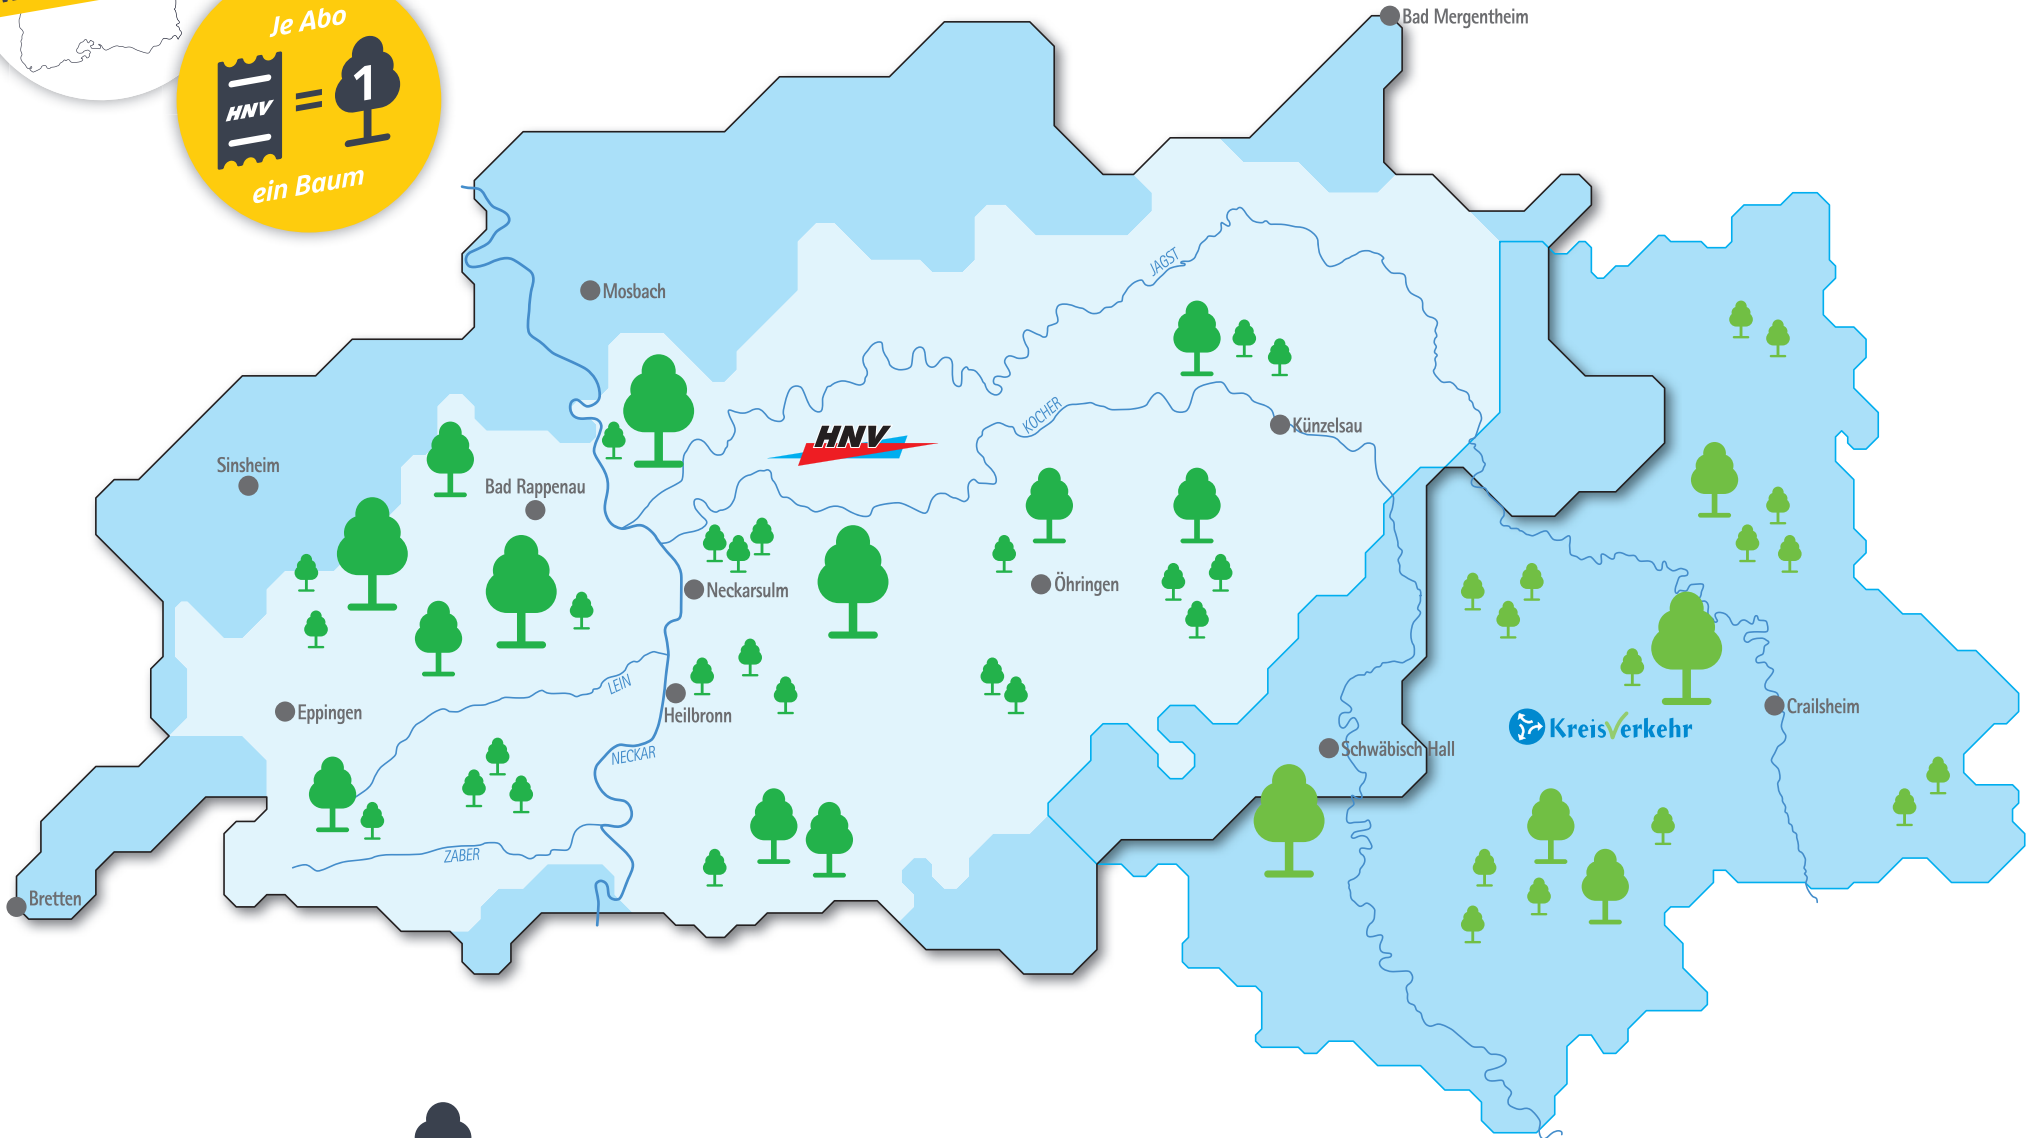 Je Abo
HNV
=
1
ein Baum
Bad Mergentheim
Mosbach
JAGST
KOCHER
Künzelsau
HNV
Sinsheim
Bad Rappenau
Neckarsulm
Öhringen
LEIN
Heilbronn
Eppingen
NECKAR
KreisVerkehr
Crailsheim
Schwäbisch Hall
ZABER
Bretten